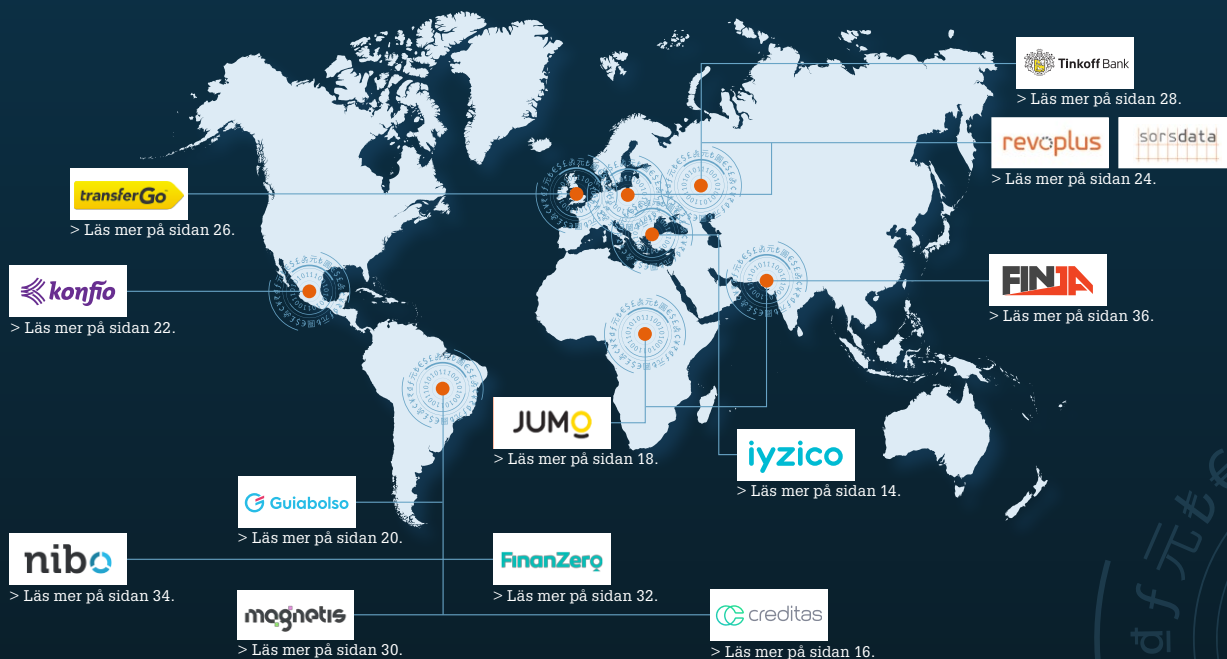 Tinkoff Bank
> Läs mer på sidan 28.
revoplus
sorsdata
> Läs mer på sidan 24.
transferGo
> Läs mer på sidan 26.
konfio
> Läs mer på sidan 22.
FINJA
> Läs mer på sidan 36.
JUMO
> Läs mer på sidan 18.
iyzico
> Läs mer på sidan 14.
Guiabolso
> Läs mer på sidan 20.
nibo
> Läs mer på sidan 34.
FinanZero
> Läs mer på sidan 32.
magnetis
> Läs mer på sidan 30.
creditas
> Läs mer på sidan 16.